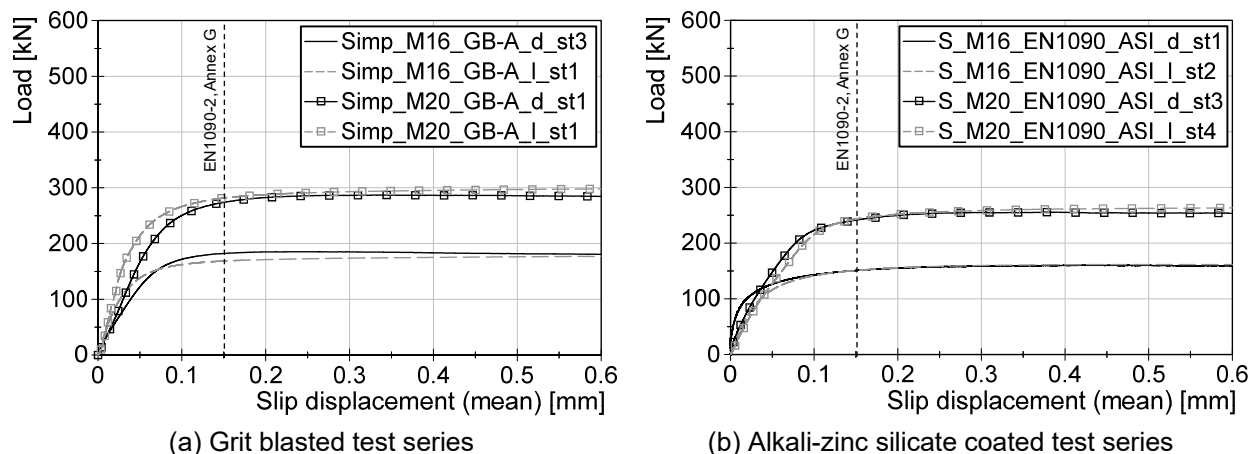 600
500
400
300
200
100
0
Load [kN]
EN1090-2, Annex G
Simp_M16_GB-A_d_st3
Simp_M16_GB-A_l_st1
Simp_M20_GB-A_d_st1
Simp_M20_GB-A_l_st1
0 0.1 0.2 0.3 0.4 0.5 0.6
Slip displacement (mean) [mm]
(a) Grit blasted test series
600
500
400
300
200
100
0
Load [kN]
EN1090-2, Annex G
S_M16_EN1090_ASI_d_st1
S_M16_EN1090_ASI_l_st2
S_M20_EN1090_ASI_d_st3
S_M20_EN1090_ASI_l_st4
0 0.1 0.2 0.3 0.4 0.5 0.6
Slip displacement (mean) [mm]
(b) Alkali-zinc silicate coated test series